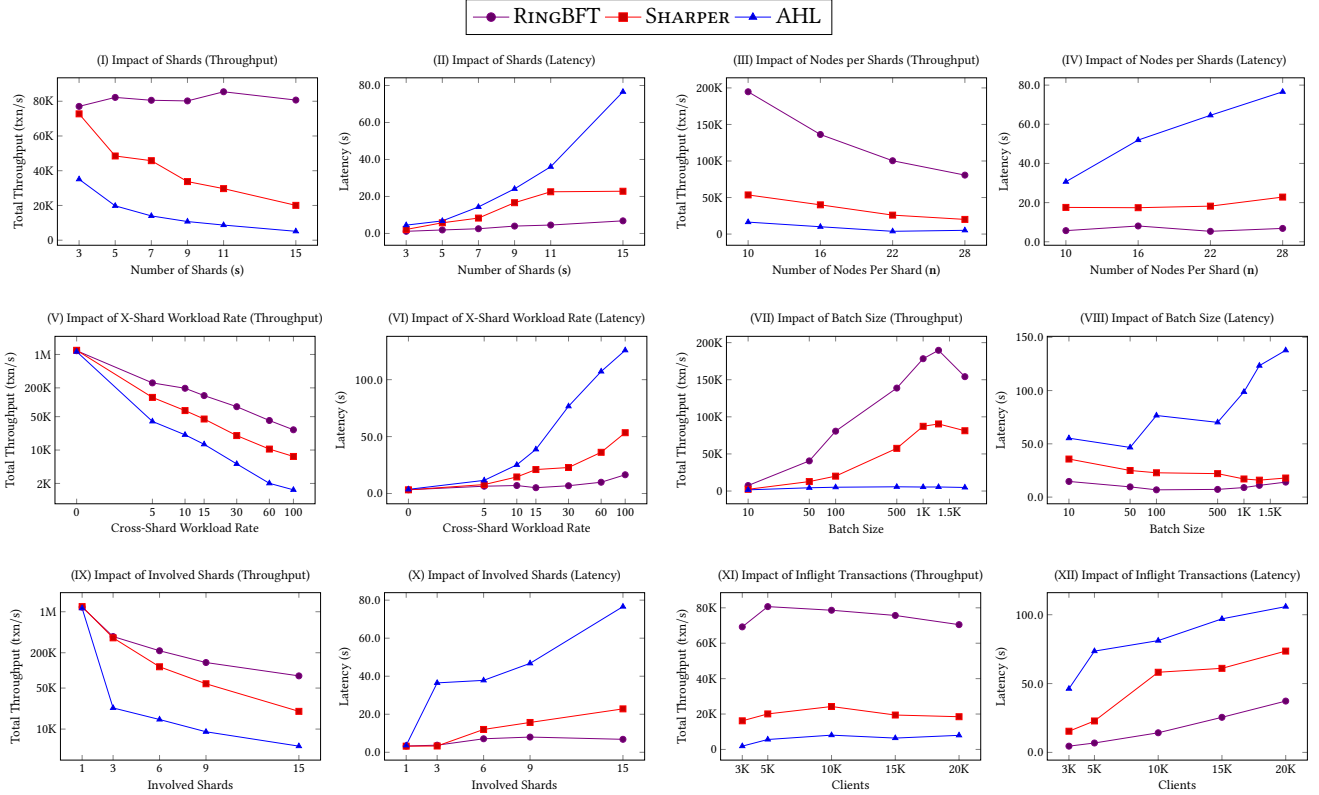 RingBFT Sharper AHL
(I) Impact of Shards (Throughput)
Total Throughput (txn/s)
80K
60K
40K
20K
0
3 5 7 9 11 15
Number of Shards (s)
(II) Impact of Shards (Latency)
Latency (s)
80.0
60.0
40.0
20.0
0.0
3 5 7 9 11 15
Number of Shards (s)
(III) Impact of Nodes per Shards (Throughput)
Total Throughput (txn/s)
200K
150K
100K
50K
0
10 16 22 28
Number of Nodes Per Shard (n)
(IV) Impact of Nodes per Shards (Latency)
Latency (s)
80.0
60.0
40.0
20.0
0.0
10 16 22 28
Number of Nodes Per Shard (n)
(V) Impact of X-Shard Workload Rate (Throughput)
Total Throughput (txn/s)
1M
200K
50K
10K
2K
0 5 10 15 30 60 100
Cross-Shard Workload Rate
(VI) Impact of X-Shard Workload Rate (Latency)
Latency (s)
100.0
50.0
0.0
0 5 10 15 30 60 100
Cross-Shard Workload Rate
(VII) Impact of Batch Size (Throughput)
Total Throughput (txn/s)
200K
150K
100K
50K
0
10 50 100 500 1K 1.5K
Batch Size
(VIII) Impact of Batch Size (Latency)
Latency (s)
150.0
100.0
50.0
0.0
10 50 100 500 1K 1.5K
Batch Size
(IX) Impact of Involved Shards (Throughput)
Total Throughput (txn/s)
1M
200K
50K
10K
1 3 6 9 15
Involved Shards
(X) Impact of Involved Shards (Latency)
Latency (s)
80.0
60.0
40.0
20.0
0.0
1 3 6 9 15
Involved Shards
(XI) Impact of Inflight Transactions (Throughput)
Total Throughput (txn/s)
80K
60K
40K
20K
0
3K 5K 10K 15K 20K
Clients
(XII) Impact of Inflight Transactions (Latency)
Latency (s)
100.0
50.0
0.0
3K 5K 10K 15K 20K
Clients